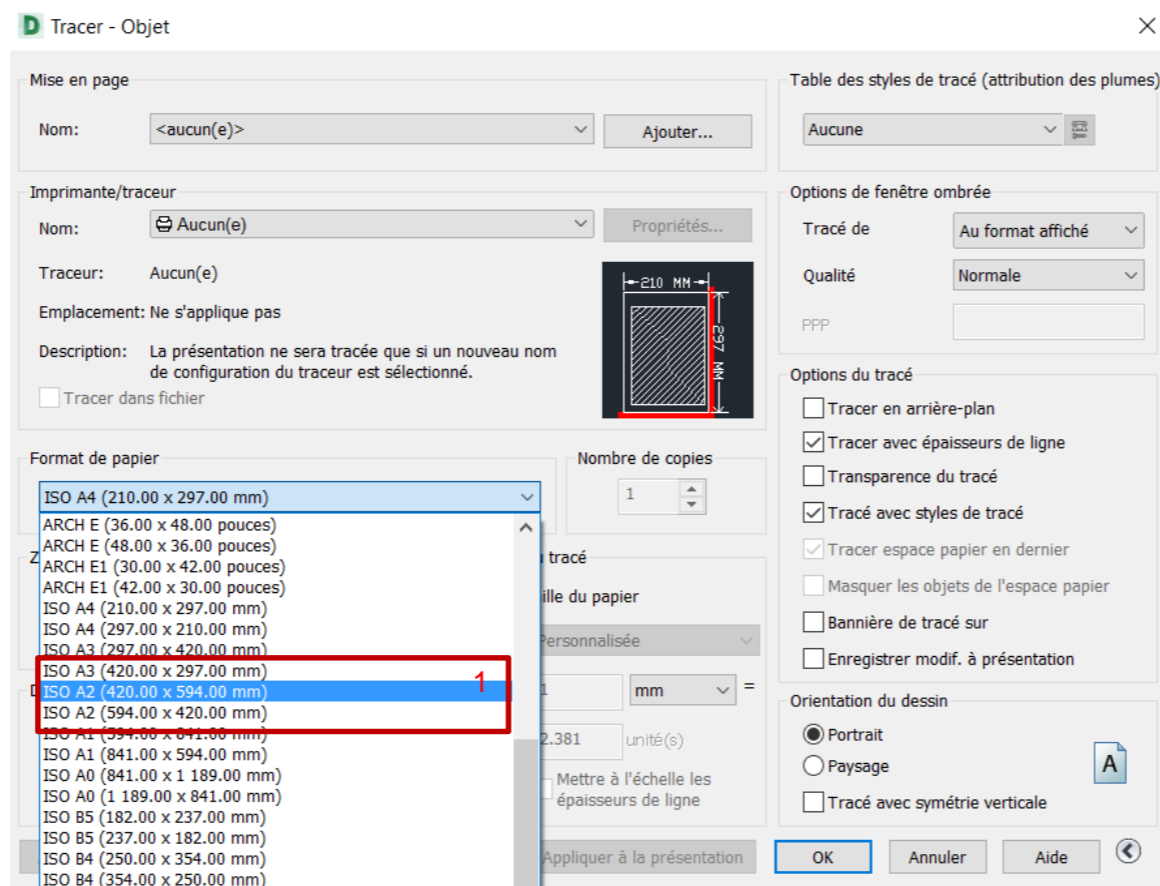 Tracer - Objet
Mise en page
Nom: <aucun(e)> Ajouter...
Table des styles de tracé (attribution des plumes)
Aucune
Imprimante/traceur
Nom: Aucun(e) Propriétés...
Traceur: Aucun(e)
Emplacement: Ne s'applique pas
Description: La présentation ne sera tracée que si un nouveau nom
de configuration du traceur est sélectionné.
Tracer dans fichier
210 MM
297 MM
Options de fenêtre ombrée
Tracé de Au format affiché
Qualité Normale
PPP
Format de papier
ISO A4 (210.00 x 297.00 mm)
Nombre de copies
1
ARCH E (36.00 x 48.00 pouces)
ARCH E (48.00 x 36.00 pouces)
ARCH E1 (30.00 x 42.00 pouces)
ARCH E1 (42.00 x 30.00 pouces)
ISO A4 (210.00 x 297.00 mm)
ISO A4 (297.00 x 210.00 mm)
ISO A3 (297.00 x 420.00 mm)
ISO A3 (420.00 x 297.00 mm)
ISO A2 (420.00 x 594.00 mm) 1
ISO A2 (594.00 x 420.00 mm)
ISO A1 (594.00 x 841.00 mm)
ISO A1 (841.00 x 594.00 mm)
ISO A0 (841.00 x 1 189.00 mm)
ISO A0 (1 189.00 x 841.00 mm)
ISO B5 (182.00 x 237.00 mm)
ISO B5 (237.00 x 182.00 mm)
ISO B4 (250.00 x 354.00 mm)
ISO B4 (354.00 x 250.00 mm)
tracé
ille du papier
Personnalisée
1 mm =
2.381 unité(s)
Mettre à l'échelle les
épaisseurs de ligne
Options du tracé
Tracer en arrière-plan
Tracer avec épaisseurs de ligne
Transparence du tracé
Tracé avec styles de tracé
Tracer espace papier en dernier
Masquer les objets de l'espace papier
Bannière de tracé sur
Enregistrer modif. à présentation
Orientation du dessin
Portrait
Paysage
Tracé avec symétrie verticale
A
Appliquer à la présentation OK Annuler Aide